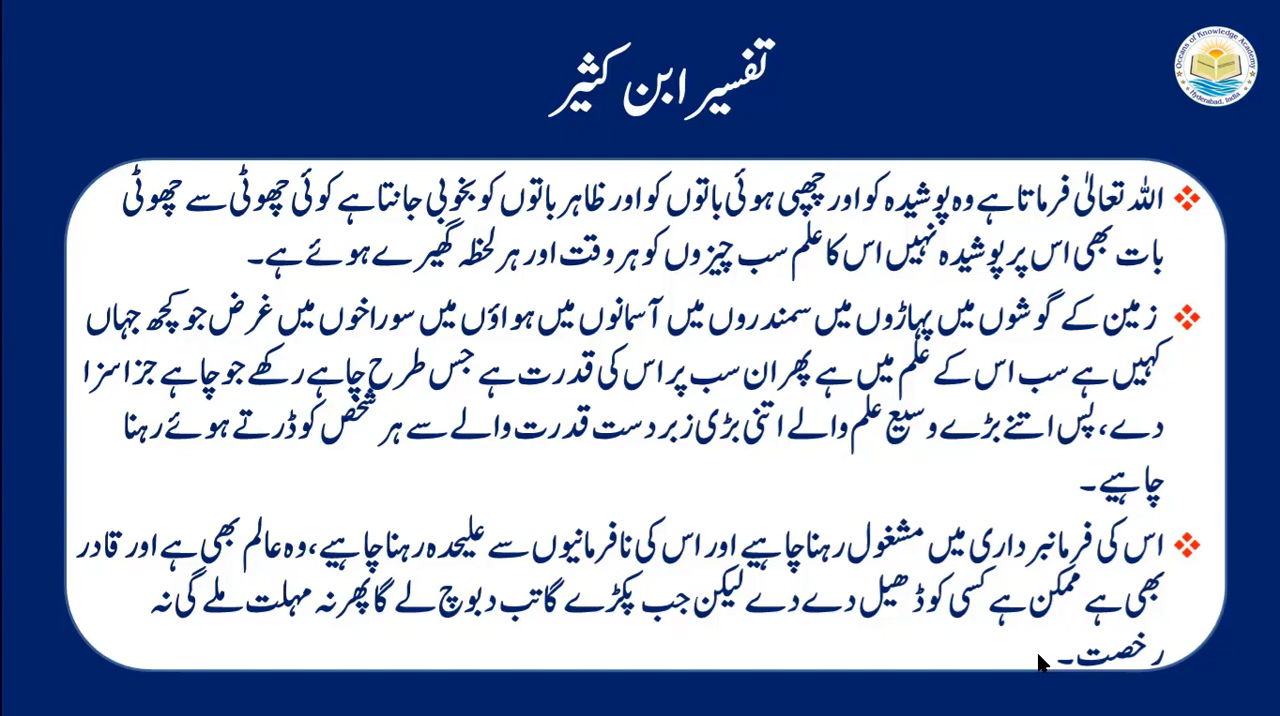 تفسیر ابن کثیر
Oceans of Knowledge Academy
Hyderabad, India
اللہ تعالیٰ فرماتا ہے وہ پوشیدہ کو اور چھپی ہوئی باتوں کو اور ظاہر باتوں کو بخوبی جانتا ہے کوئی چھوٹی سے چھوٹی
بات بھی اس پر پوشیدہ نہیں اس کا علم سب چیزوں کو ہر وقت اور ہر لحظہ گھیرے ہوئے ہے۔
زمین کے گوشوں میں پہاڑوں میں سمندروں میں آسمانوں میں ہواؤں میں سوراخوں میں غرض جو کچھ جہاں
کہیں ہے سب اس کے علم میں ہے پھر ان سب پر اس کی قدرت ہے جس طرح چاہے رکھے جو چاہے جزا سزا
دے، پس اتنے بڑے وسیع علم والے اتنی بڑی زبردست قدرت والے سے ہر شخص کو ڈرتے ہوئے رہنا
چاہیے۔
اس کی فرمانبرداری میں مشغول رہنا چاہیے اور اس کی نافرمانیوں سے علیحدہ رہنا چاہیے، وہ عالم بھی ہے اور قادر
بھی ہے ممکن ہے کسی کو ڈھیل دے دے لیکن جب پکڑے گا تب دبوچ لے گا پھر نہ مہلت ملے گی نہ
رخصت۔